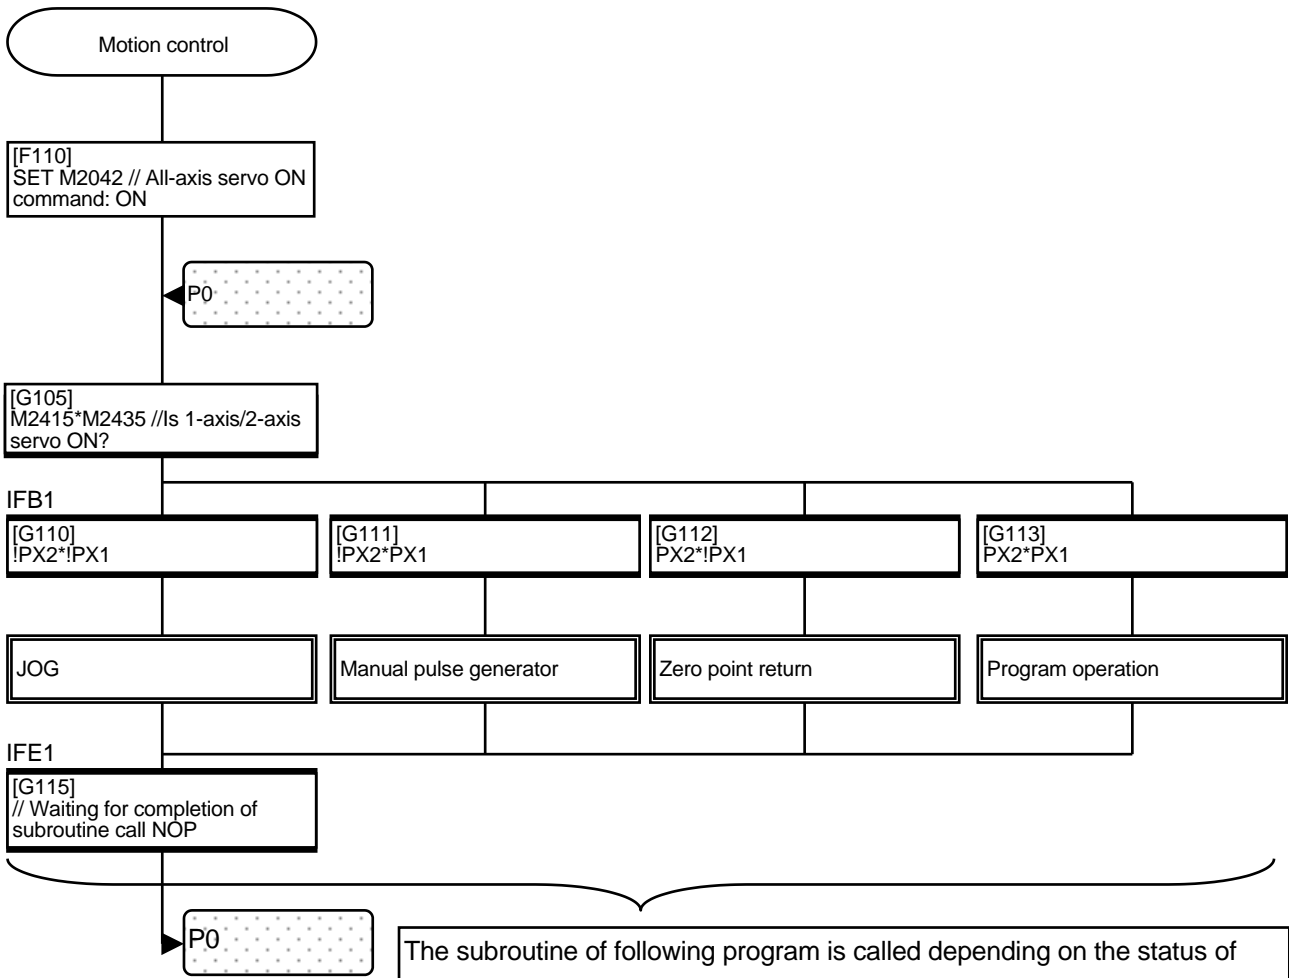 Motion control
[F110]
SET M2042 // All-axis servo ON
command: ON
P0
[G105]
M2415*M2435 //Is 1-axis/2-axis
servo ON?
IFB1
[G110]
!PX2*!PX1
[G111]
!PX2*PX1
[G112]
PX2*!PX1
[G113]
PX2*PX1
JOG
Manual pulse generator
Zero point return
Program operation
IFE1
[G115]
// Waiting for completion of
subroutine call NOP
P0
The subroutine of following program is called depending on the status of